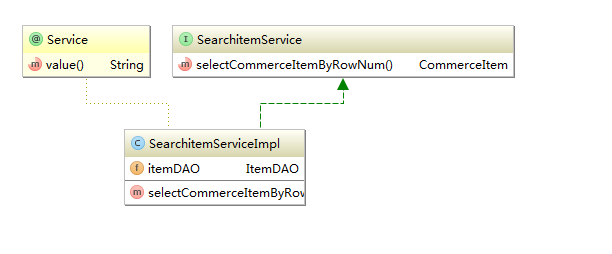 @ Service
m value() String
I SearchitemService
m selectCommerceItemByRowNum() CommerceItem
C SearchitemServiceImpl
f itemDAO ItemDAO
m selectCommerceItemByRow